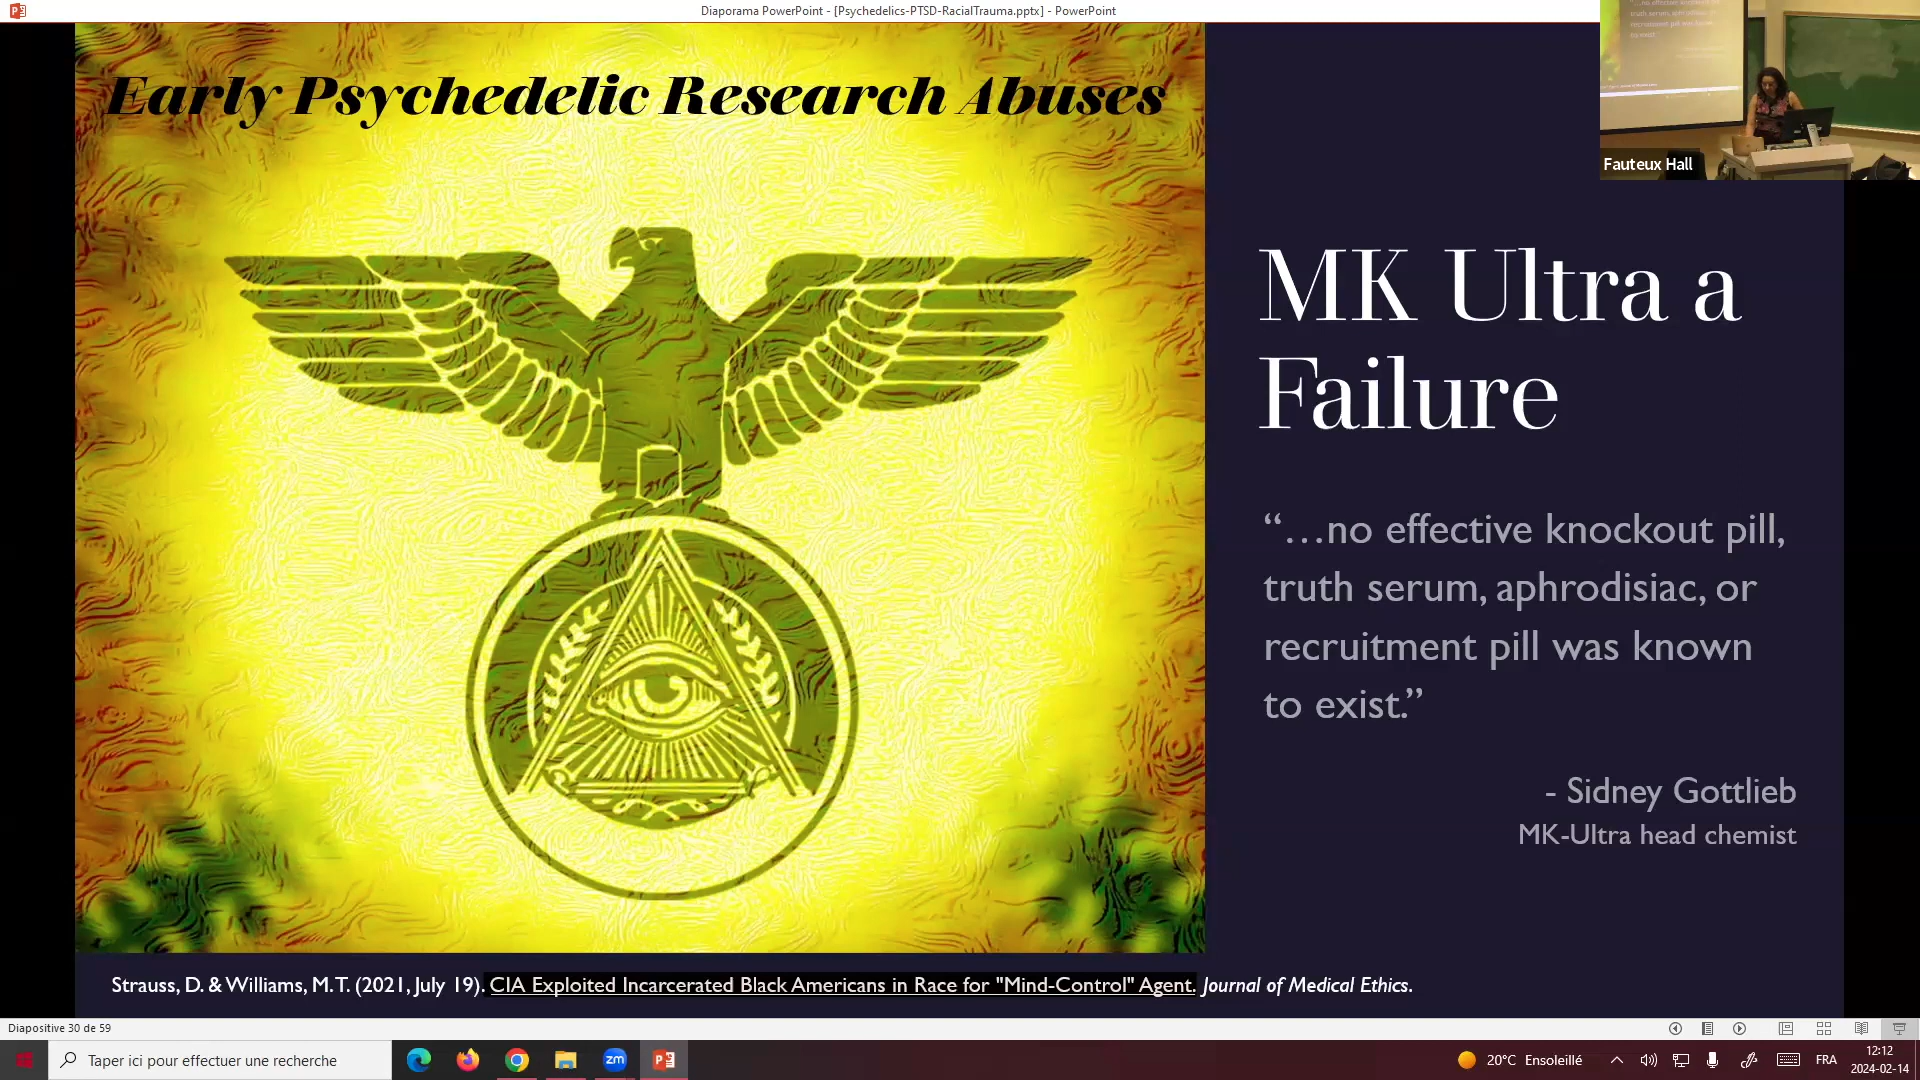 Diaporama PowerPoint - [Psychedelics-PTSD-RacialTrauma.pptx] - PowerPoint
Early Psychedelic Research Abuses
Fauteux Hall
MK Ultra a
Failure
“…no effective knockout pill,
truth serum, aphrodisiac, or
recruitment pill was known
to exist.”
- Sidney Gottlieb
MK-Ultra head chemist
Strauss, D. & Williams, M.T. (2021, July 19). CIA Exploited Incarcerated Black Americans in Race for "Mind-Control" Agent. Journal of Medical Ethics.
Diapositive 30 de 59
Taper ici pour effectuer une recherche
zm
20°C Ensoleillé
FRA
12:12
2024-02-14